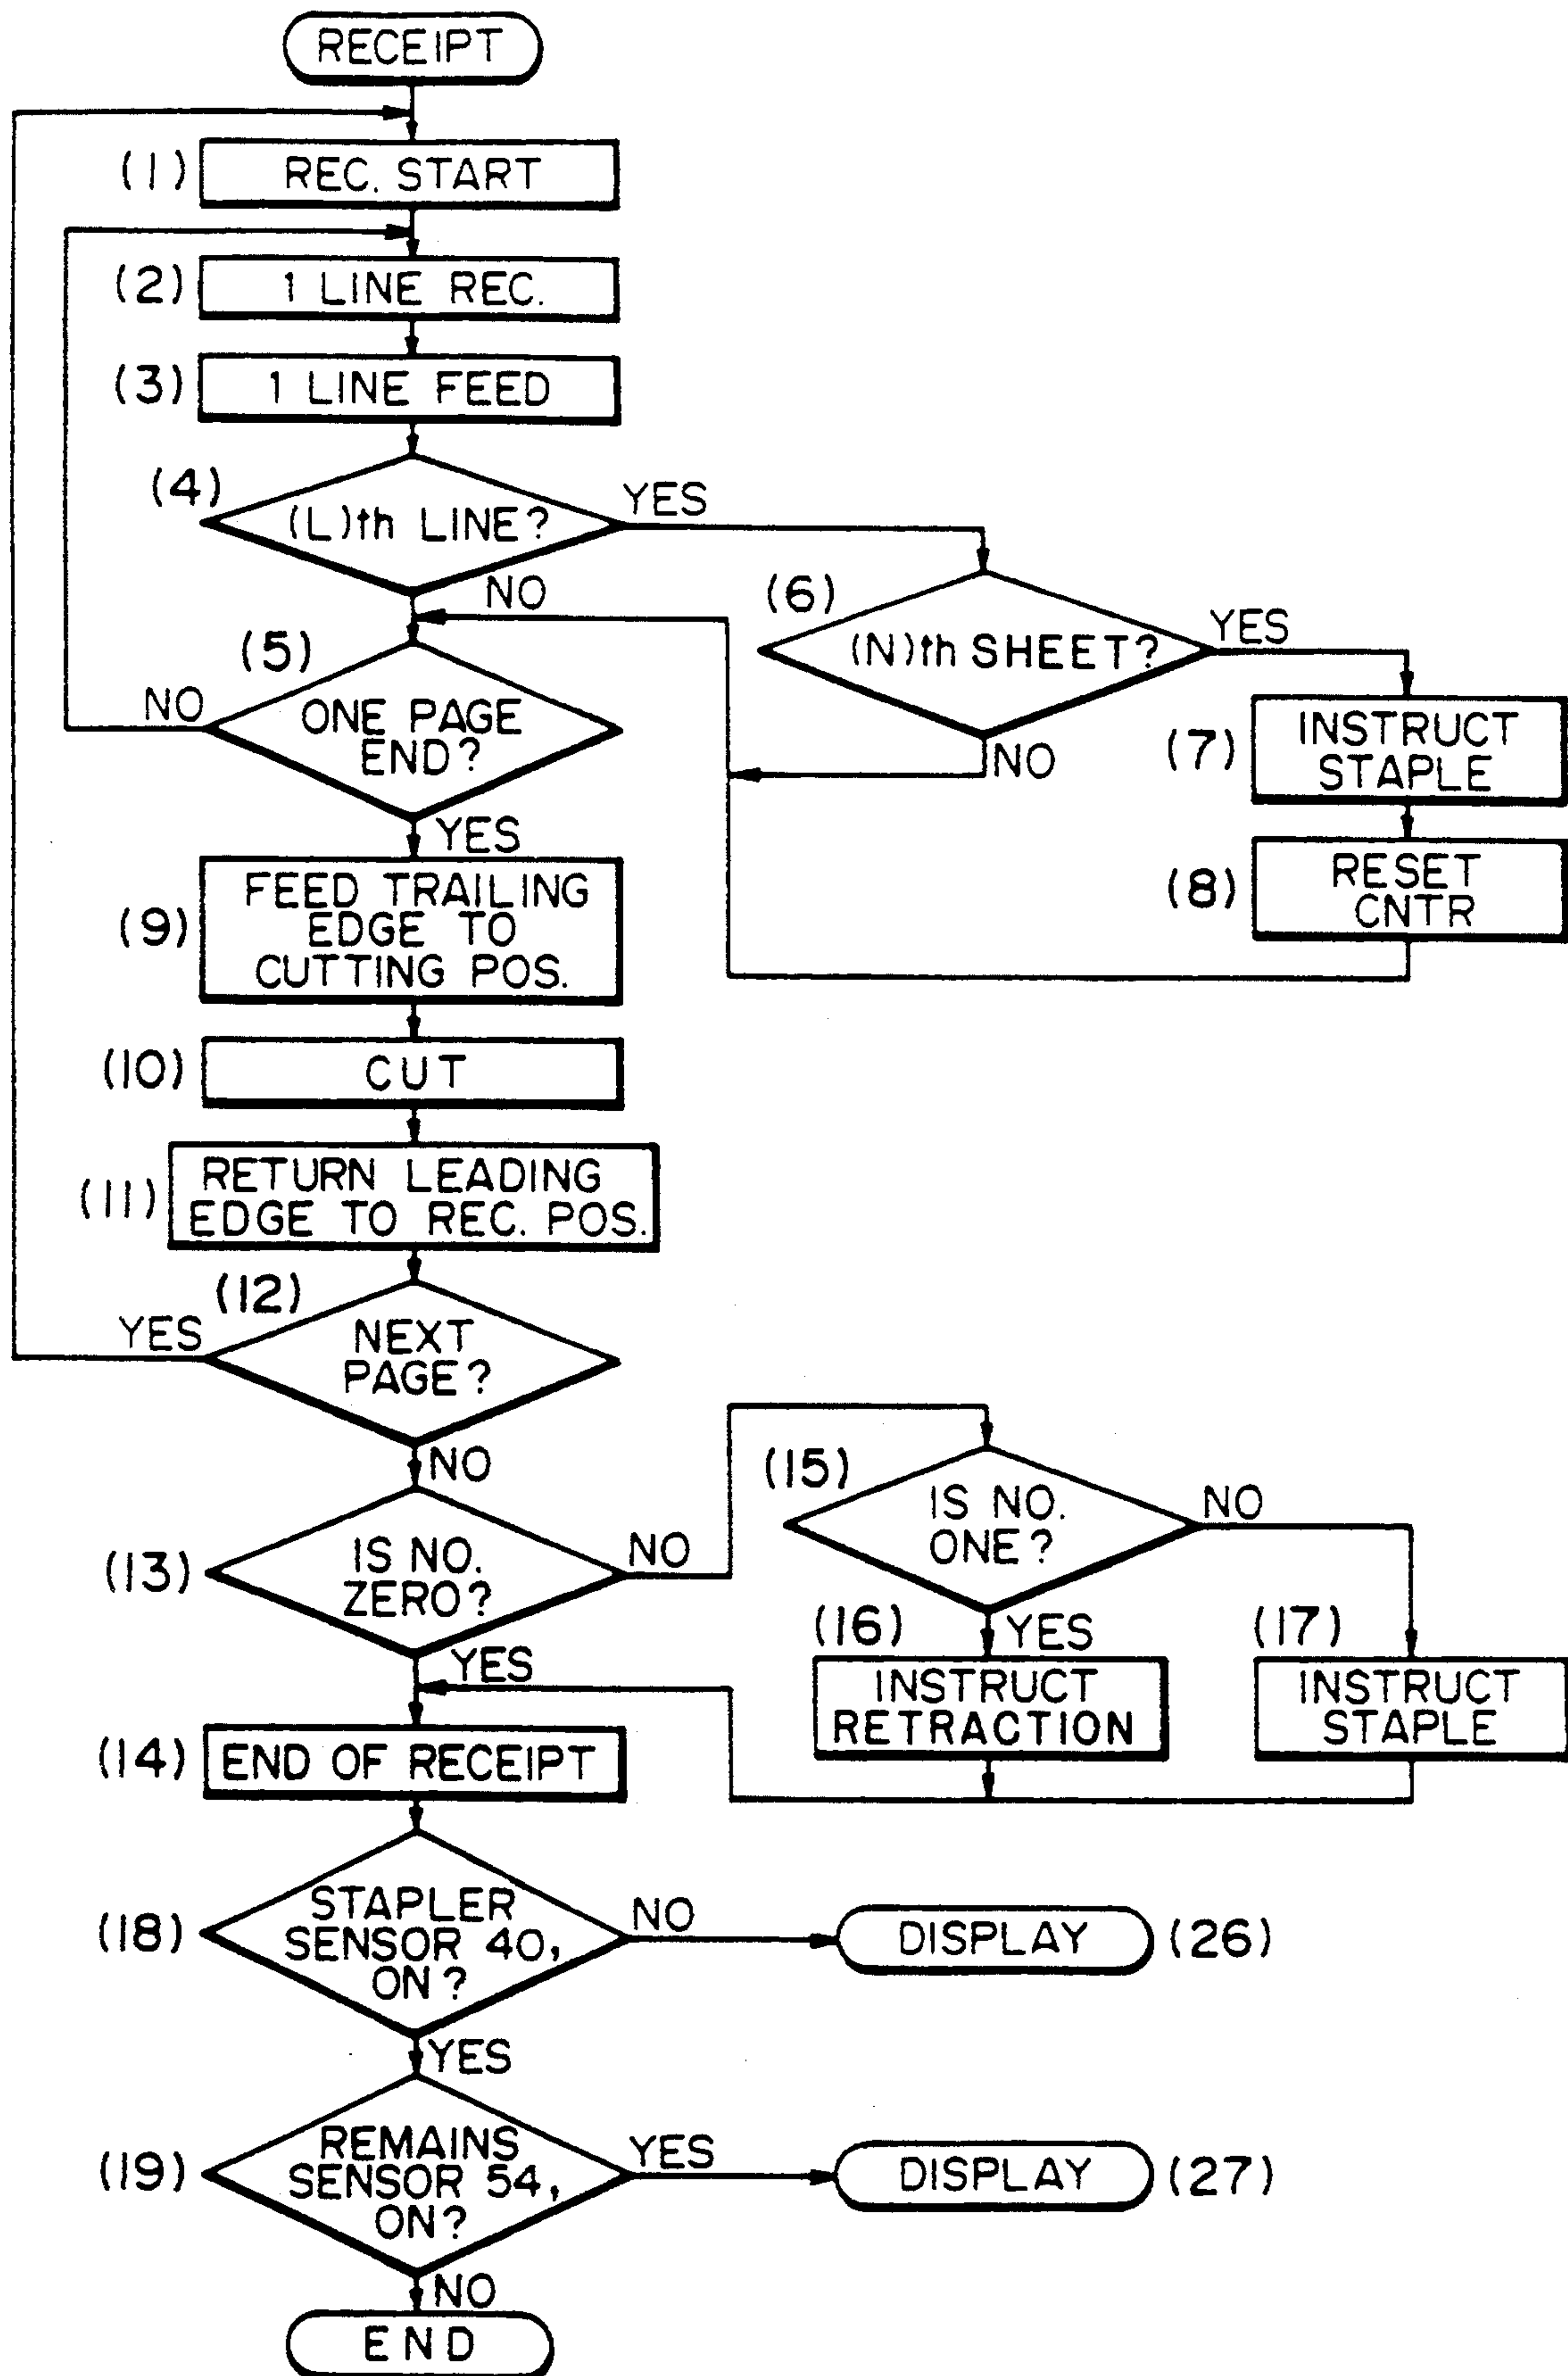 RECEIPT
(1)
REC. START
(2)
1 LINE REC.
(3)
1 LINE FEED
(4)
(L)th LINE?
YES
NO
(6)
(N)th SHEET?
YES
NO
(5)
ONE PAGE
END?
NO
YES
(7)
INSTRUCT
STAPLE
(8)
RESET
CNTR
(9)
FEED TRAILING
EDGE TO
CUTTING POS.
(10)
CUT
(11)
RETURN LEADING
EDGE TO REC. POS.
(12)
NEXT
PAGE?
YES
NO
(13)
IS NO.
ZERO?
NO
YES
(15)
IS NO.
ONE?
NO
YES
(16)
INSTRUCT
RETRACTION
(17)
INSTRUCT
STAPLE
(14)
END OF RECEIPT
(18)
STAPLER
SENSOR 40,
ON?
NO
DISPLAY
(26)
YES
(19)
REMAINS
SENSOR 54,
ON?
YES
DISPLAY
(27)
NO
END